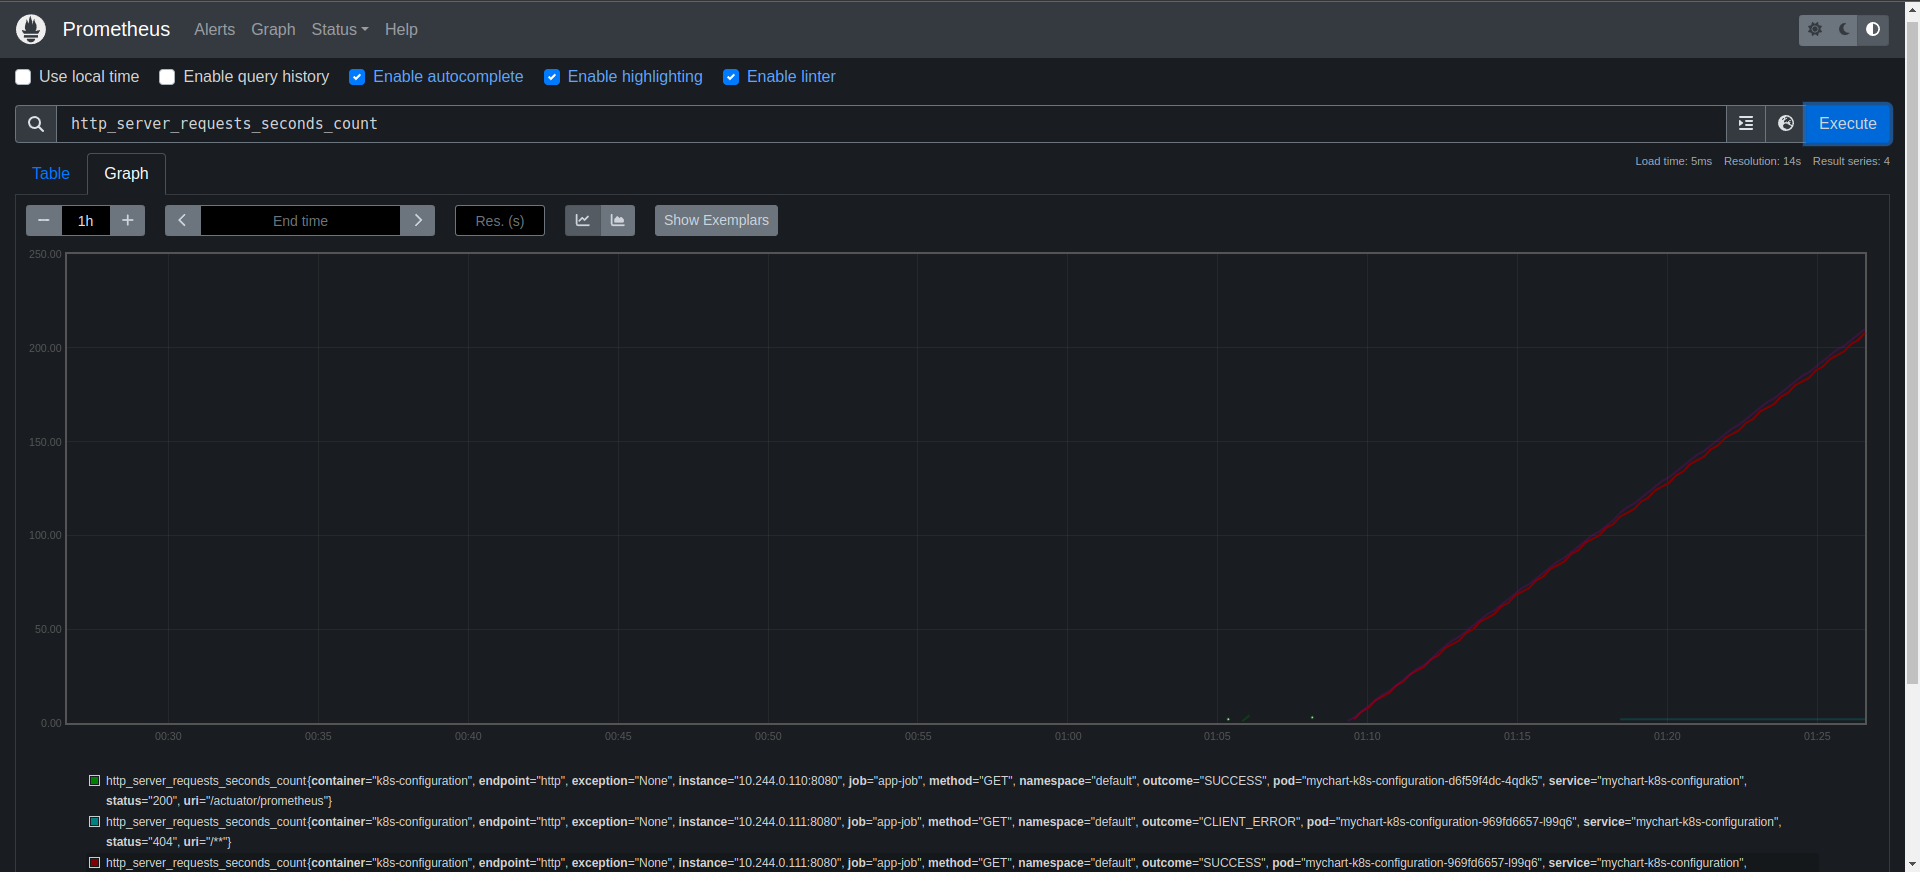 Prometheus Alerts Graph Status Help
Use local time Enable query history Enable autocomplete Enable highlighting Enable linter
http_server_requests_seconds_count Execute
Load time: 5ms Resolution: 14s Result series: 4
Table Graph
− 1h + End time Res. (s) Show Exemplars
250.00
200.00
150.00
100.00
50.00
0.00
00:30 00:35 00:40 00:45 00:50 00:55 01:00 01:05 01:10 01:15 01:20 01:25
http_server_requests_seconds_count{container="k8s-configuration", endpoint="http", exception="None", instance="10.244.0.110:8080", job="app-job", method="GET", namespace="default", outcome="SUCCESS", pod="mychart-k8s-configuration-d6f59f4dc-4qdk5", service="mychart-k8s-configuration",
status="200", uri="/actuator/prometheus"}
http_server_requests_seconds_count{container="k8s-configuration", endpoint="http", exception="None", instance="10.244.0.111:8080", job="app-job", method="GET", namespace="default", outcome="CLIENT_ERROR", pod="mychart-k8s-configuration-969fd6657-l99q6", service="mychart-k8s-configuration",
status="404", uri="/**"}
http_server_requests_seconds_count{container="k8s-configuration", endpoint="http", exception="None", instance="10.244.0.111:8080", job="app-job", method="GET", namespace="default", outcome="SUCCESS", pod="mychart-k8s-configuration-969fd6657-l99q6", service="mychart-k8s-configuration",